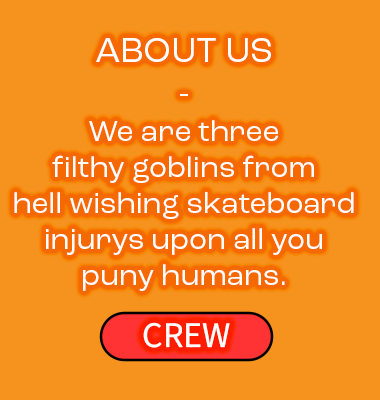 ABOUT US
-
We are three
filthy goblins from
hell wishing skateboard
injurys upon all you
puny humans.
CREW